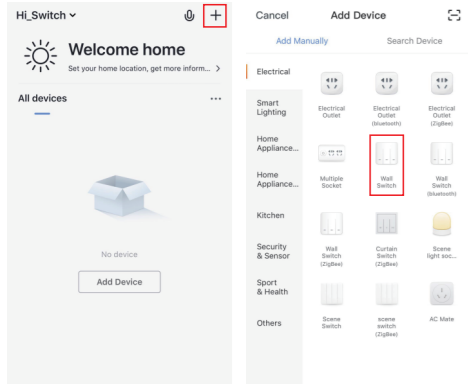 Hi_Switch
Welcome home
Set your home location, get more inform... >
All devices
...
No device
Add Device
Cancel
Add Device
Add Manually
Search Device
Electrical
Smart
Lighting
Home
Appliance...
Home
Appliance...
Kitchen
Security
& Sensor
Sport
& Health
Others
Electrical
Outlet
Electrical
Outlet
(bluetooth)
Electrical
Outlet
(ZigBee)
Multiple
Socket
Wall
Switch
Wall
Switch
(bluetooth)
Wall
Switch
(ZigBee)
Curtain
Switch
(ZigBee)
Scene
light soc...
Scene
Switch
scene
switch
(ZigBee)
AC Mate